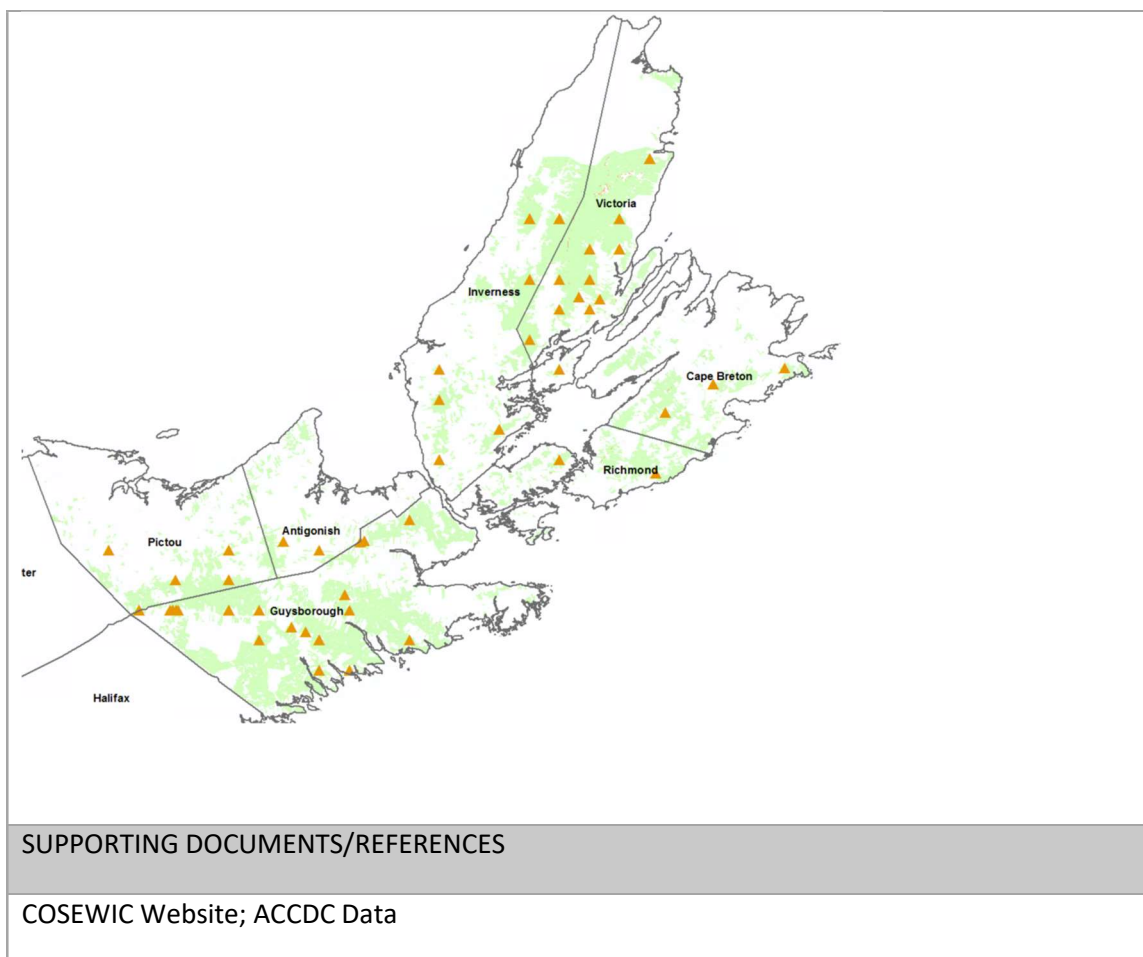 Victoria
Inverness
Cape Breton
Richmond
Antigonish
Pictou
ter
Guysborough
Halifax
SUPPORTING DOCUMENTS/REFERENCES
COSEWIC Website; ACCDC Data